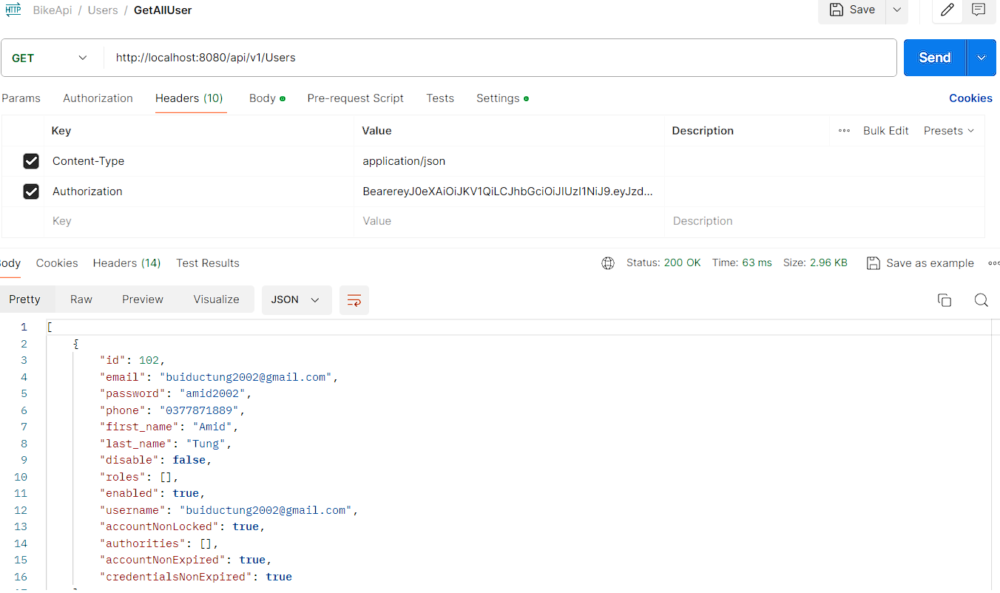 HTTP BikeApi / Users / GetAllUser Save
GET http://localhost:8080/api/v1/Users Send
Params Authorization Headers (10) Body Pre-request Script Tests Settings Cookies
Key Value Description Bulk Edit Presets
Content-Type application/json
Authorization BearereyJ0eXAiOiJKV1QiLCJhbGciOiJIUzI1NiJ9.eyJzd...
Key Value Description
ody Cookies Headers (14) Test Results Status: 200 OK Time: 63 ms Size: 2.96 KB Save as example
Pretty Raw Preview Visualize JSON
1 [
2 {
3 "id": 102,
4 "email": "buiductung2002@gmail.com",
5 "password": "amid2002",
6 "phone": "0377871889",
7 "first_name": "Amid",
8 "last_name": "Tung",
9 "disable": false,
10 "roles": [],
11 "enabled": true,
12 "username": "buiductung2002@gmail.com",
13 "accountNonLocked": true,
14 "authorities": [],
15 "accountNonExpired": true,
16 "credentialsNonExpired": true